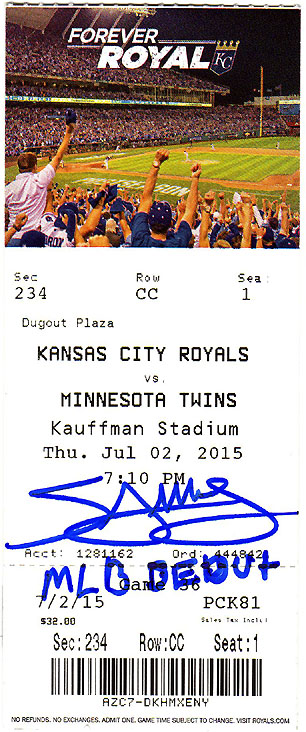 FOREVER
ROYAL
KC
Sec Row Sea:
234 CC 1
Dugout Plaza
KANSAS CITY ROYALS
vs.
MINNESOTA TWINS
Kauffman Stadium
Thu. Jul 02, 2015
7:10 PM
Acct: 1281162 Ord: 444842
MLB DEBUT
Game 36
7/2/15 PCK81
$32.00 Sales Tax Inclu!
Sec:234 Row:CC Seat:1
AZC7-DKHMXENY
NO REFUNDS. NO EXCHANGES. ADMIT ONE. GAME TIME SUBJECT TO CHANGE. VISIT ROYALS.COM